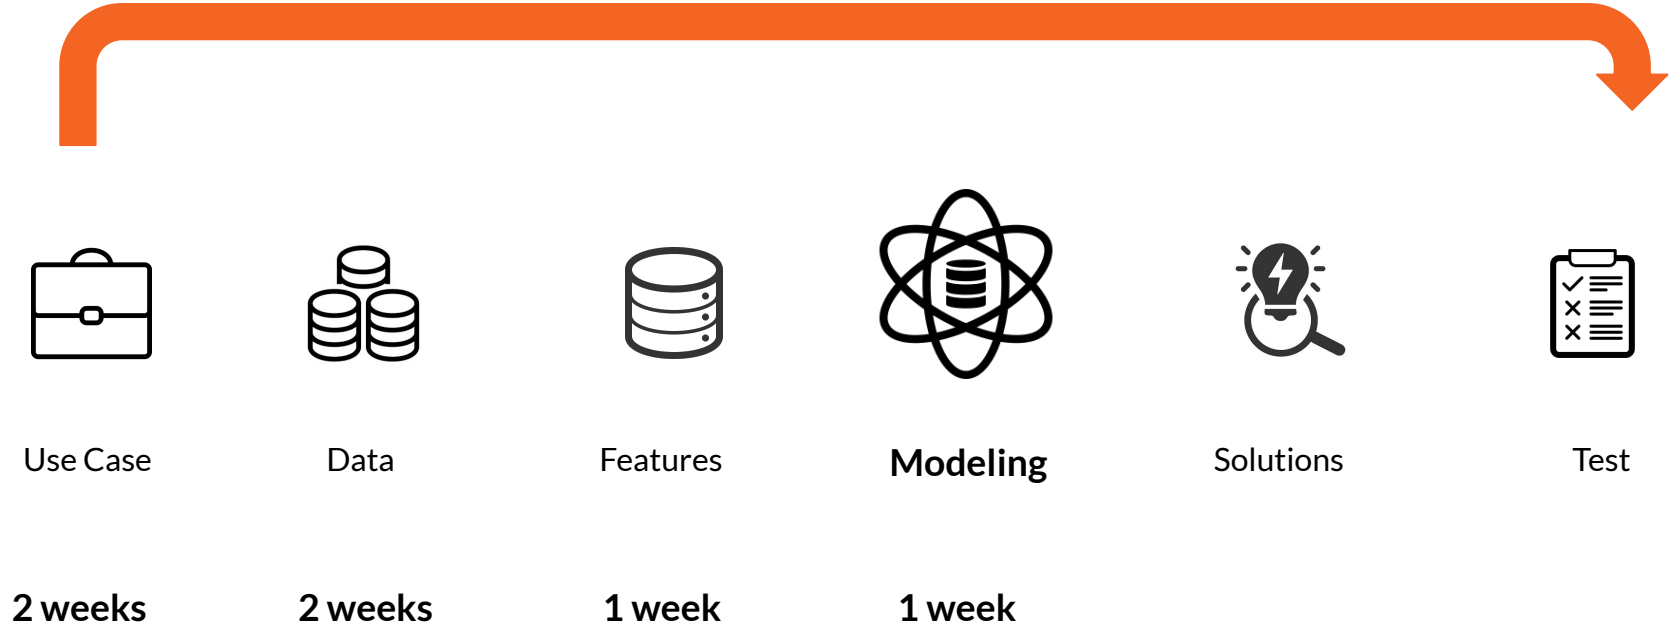 Use Case
Data
Features
Modeling
Solutions
Test
2 weeks
2 weeks
1 week
1 week